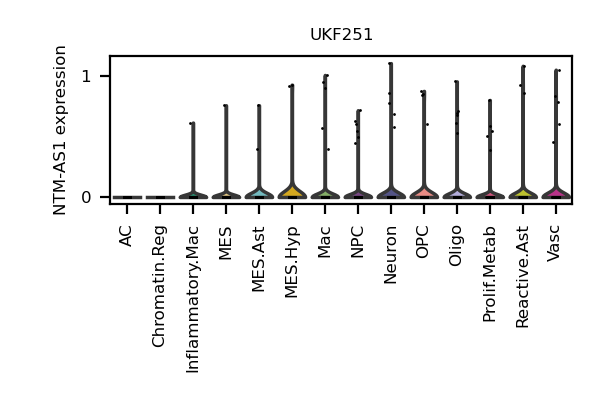 UKF251
NTM-AS1 expression
1
0
AC
Chromatin.Reg
Inflammatory.Mac
MES
MES.Ast
MES.Hyp
Mac
NPC
Neuron
OPC
Oligo
Prolif.Metab
Reactive.Ast
Vasc